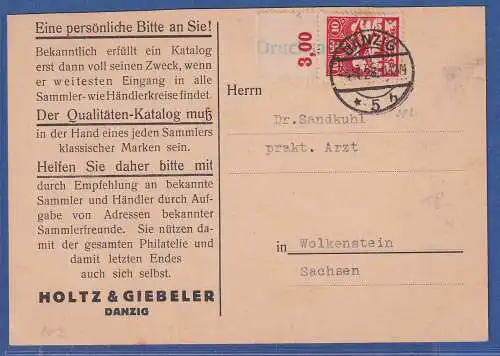 Eine persönliche Bitte an Sie!
Bekanntlich erfüllt ein Katalog
erst dann voll seinen Zweck, wenn
er weitesten Eingang in alle
Sammler- wie Händlerkreise findet.
Der Qualitäten-Katalog muß
in der Hand eines jeden Sammlers
klassischer Marken sein.
Helfen Sie daher bitte mit
durch Empfehlung an bekannte
Sammler und Händler durch Auf-
gabe von Adressen bekannter
Sammlerfreunde. Sie nützen da-
mit der gesamten Philatelie und
damit letzten Endes
auch sich selbst.
HOLTZ & GIEBELER
DANZIG
3.00
10
10
DANZIG
* 5 h
Herrn
Dr. Sandkuhl
prakt. Arzt
in Wolkenstein
Sachsen